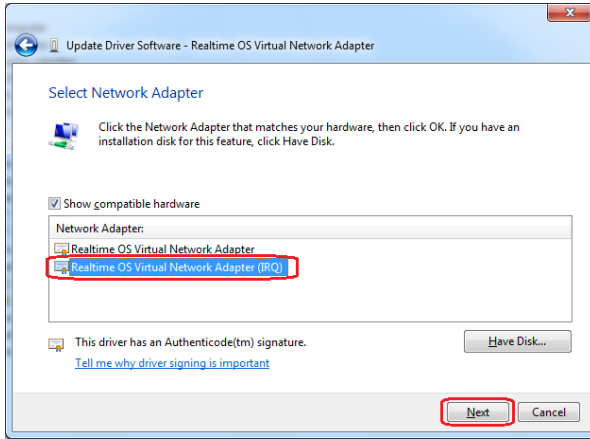 Update Driver Software - Realtime OS Virtual Network Adapter
Select Network Adapter
Click the Network Adapter that matches your hardware, then click OK. If you have an
installation disk for this feature, click Have Disk.
Show compatible hardware
Network Adapter:
Realtime OS Virtual Network Adapter
Realtime OS Virtual Network Adapter (IRQ)
This driver has an Authenticode(tm) signature.
Have Disk...
Tell me why driver signing is important
Next
Cancel